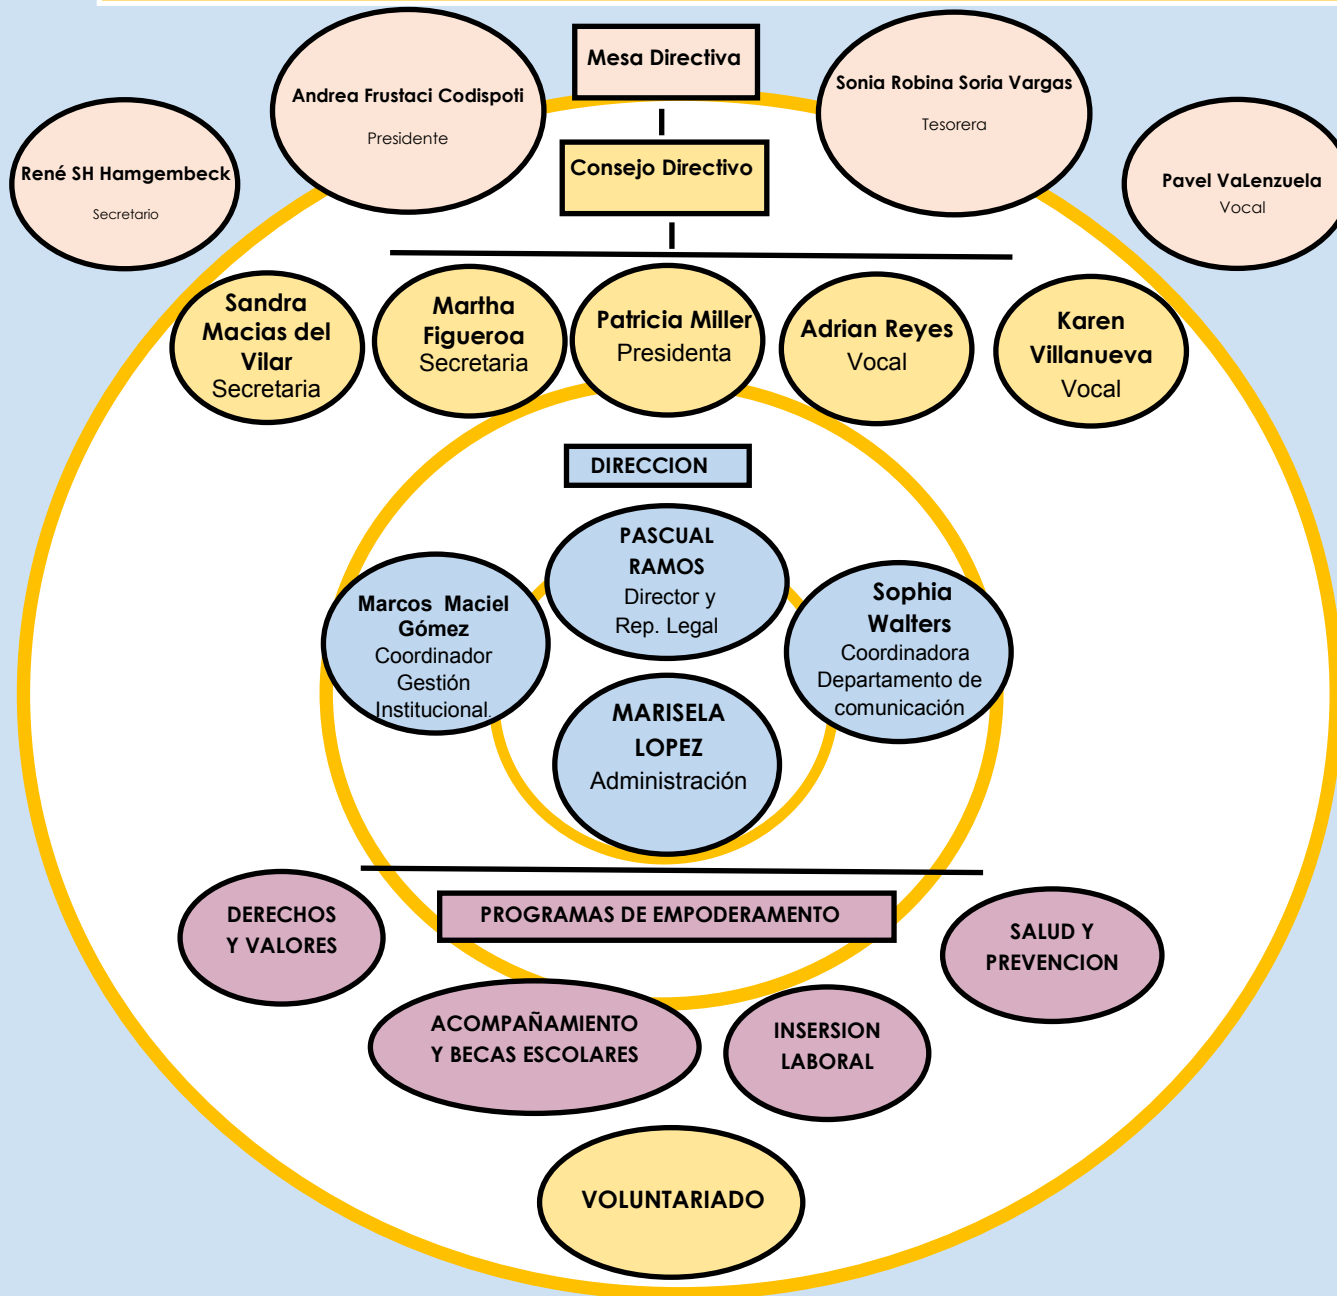 Mesa Directiva
Andrea Frustaci Codispoti
Presidente
Sonia Robina Soria Vargas
Tesorera
René SH Hamgembeck
Secretario
Pavel VaLenzuela
Vocal
Consejo Directivo
Sandra
Macias del
Vilar
Secretaria
Martha
Figueroa
Secretaria
Patricia Miller
Presidenta
Adrian Reyes
Vocal
Karen
Villanueva
Vocal
DIRECCION
PASCUAL
RAMOS
Director y
Rep. Legal
Marcos  Maciel
Gómez
Coordinador
Gestión
Institucional.
Sophia
Walters
Coordinadora
Departamento de
comunicación
MARISELA
LOPEZ
Administración
PROGRAMAS DE EMPODERAMENTO
DERECHOS
Y VALORES
SALUD Y
PREVENCION
ACOMPAÑAMIENTO
Y BECAS ESCOLARES
INSERSION
LABORAL
VOLUNTARIADO